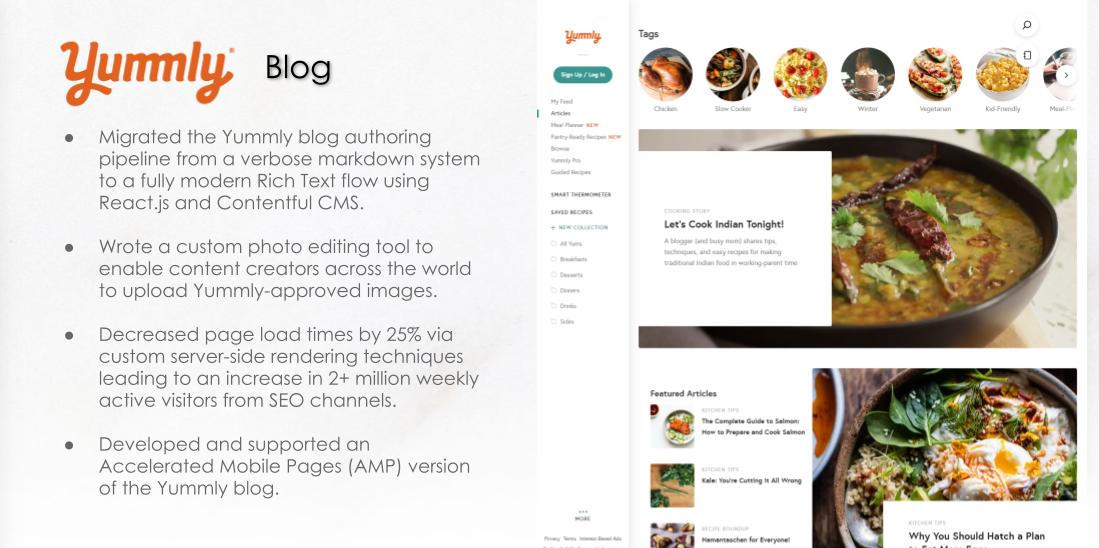 Yummly Blog
● Migrated the Yummly blog authoring
pipeline from a verbose markdown system
to a fully modern Rich Text flow using
React.js and Contentful CMS.
● Wrote a custom photo editing tool to
enable content creators across the world
to upload Yummly-approved images.
● Decreased page load times by 25% via
custom server-side rendering techniques
leading to an increase in 2+ million weekly
active visitors from SEO channels.
● Developed and supported an
Accelerated Mobile Pages (AMP) version
of the Yummly blog.
Yummly
Sign Up / Log In
My Feed
Articles
Meal Planner NEW
Pantry-Ready Recipes NEW
Browse
Yummly Pro
Guided Recipes
SMART THERMOMETER
SAVED RECIPES
+ NEW COLLECTION
All Yums
Breakfasts
Desserts
Dinners
Drinks
Sides
MORE
Privacy Terms Interest-Based Ads
Tags
Chicken
Slow Cooker
Easy
Winter
Vegetarian
Kid-Friendly
Meal-
COOKING STORY
Let's Cook Indian Tonight!
A blogger (and busy mom) shares tips,
techniques, and easy recipes for making
traditional Indian food in working-parent time
Featured Articles
KITCHEN TIPS
The Complete Guide to Salmon:
How to Prepare and Cook Salmon
KITCHEN TIPS
Kale: You're Cutting It All Wrong
RECIPE ROUNDUP
Hamantaschen for Everyone!
KITCHEN TIPS
Why You Should Hatch a Plan